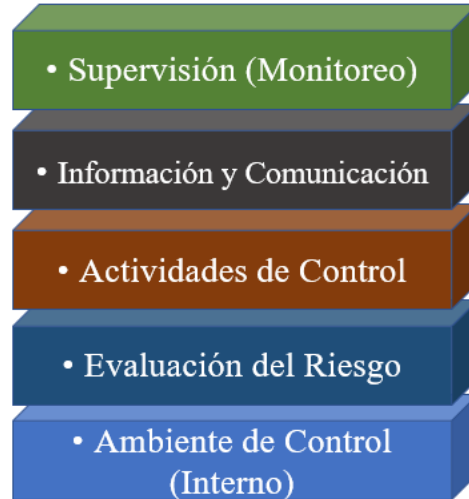 • Supervisión (Monitoreo)
• Información y Comunicación
• Actividades de Control
• Evaluación del Riesgo
• Ambiente de Control
(Interno)